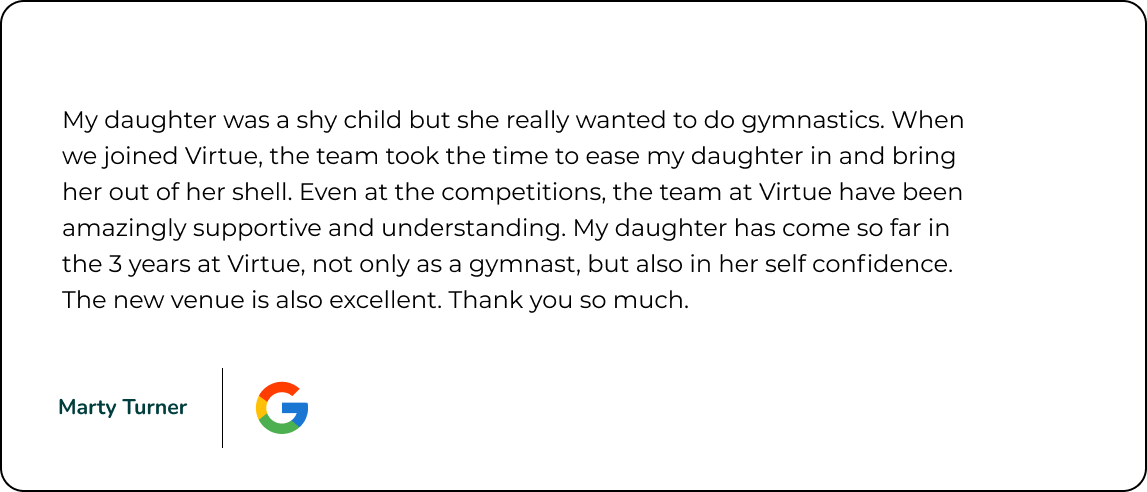 My daughter was a shy child but she really wanted to do gymnastics. When
we joined Virtue, the team took the time to ease my daughter in and bring
her out of her shell. Even at the competitions, the team at Virtue have been
amazingly supportive and understanding. My daughter has come so far in
the 3 years at Virtue, not only as a gymnast, but also in her self confidence.
The new venue is also excellent. Thank you so much.
Marty Turner